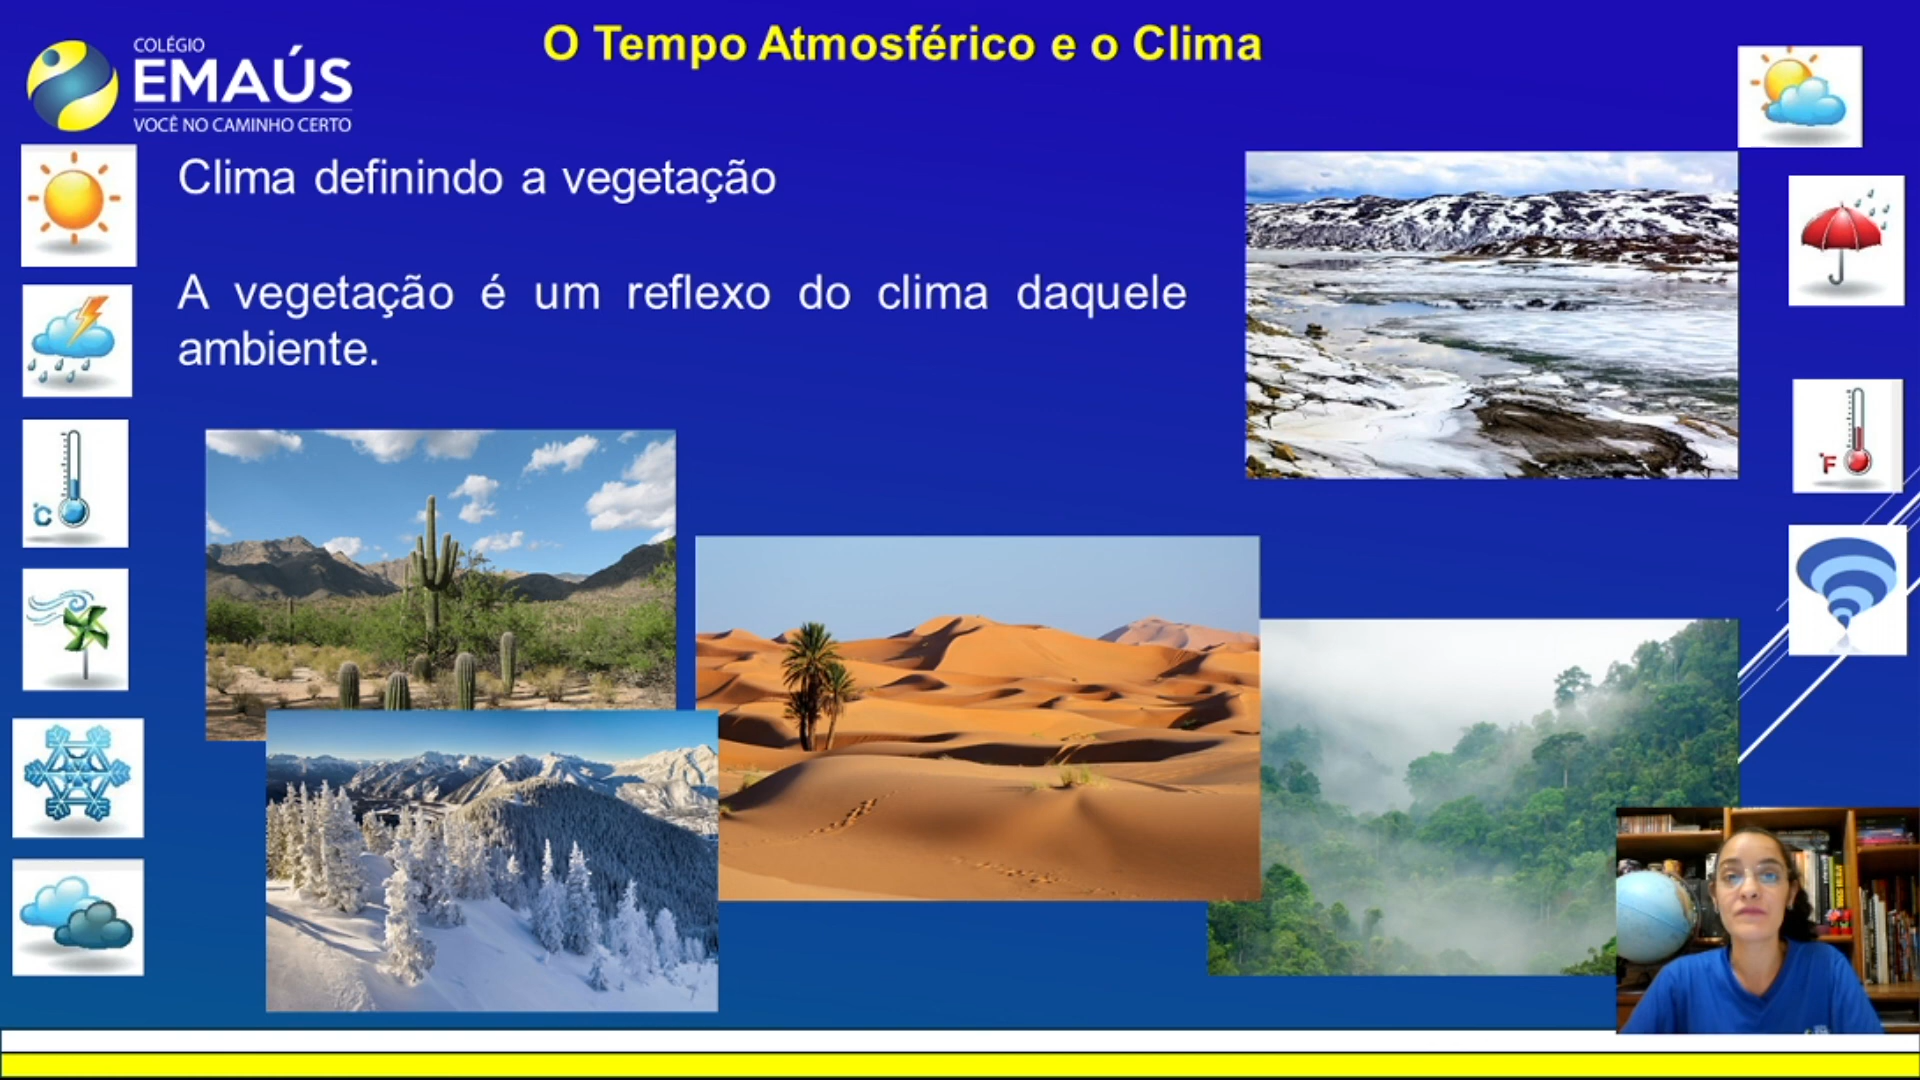 O Tempo Atmosférico e o Clima
COLÉGIO
EMAÚS
VOCÊ NO CAMINHO CERTO
Clima definindo a vegetação
A vegetação é um reflexo do clima daquele
ambiente.
°C
°F